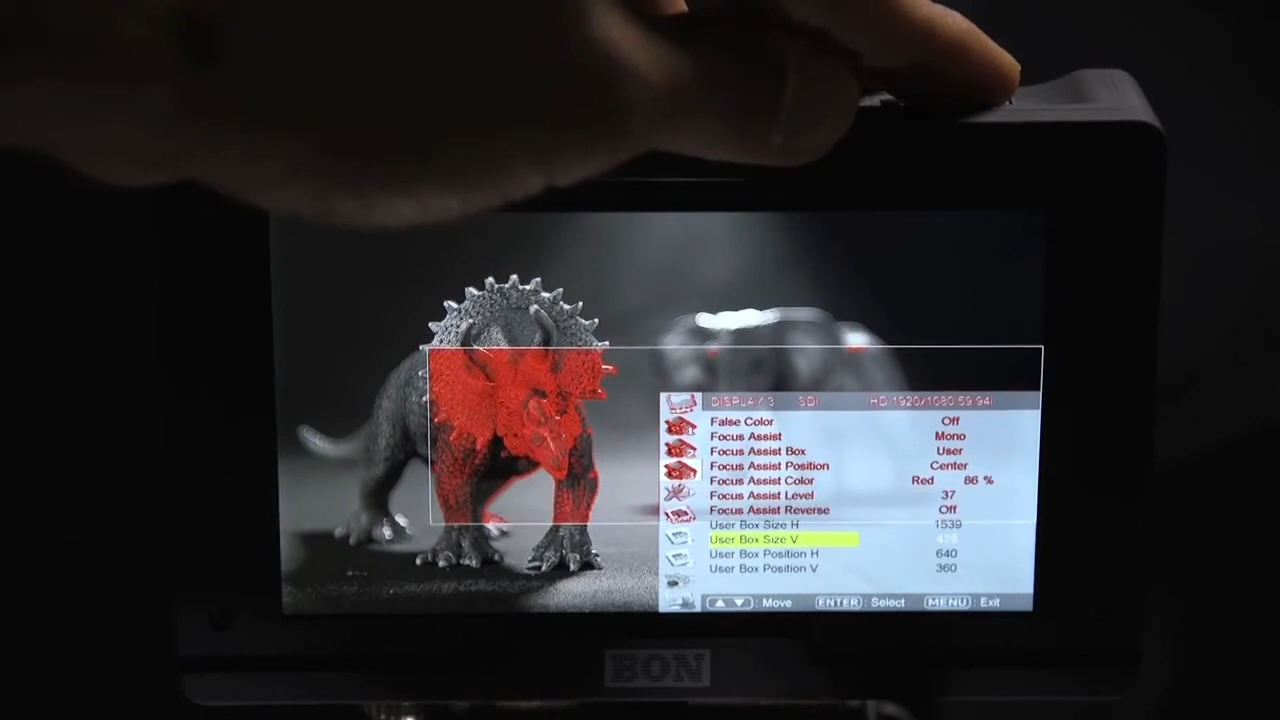 DISPLAY 3 SDI HD 1920/1080 59.94i
False Color Off
Focus Assist Mono
Focus Assist Box User
Focus Assist Position Center
Focus Assist Color Red 86 %
Focus Assist Level 37
Focus Assist Reverse Off
User Box Size H 1539
User Box Size V
User Box Position H 640
User Box Position V 360
▲ ▼ : Move ENTER : Select MENU : Exit
BON